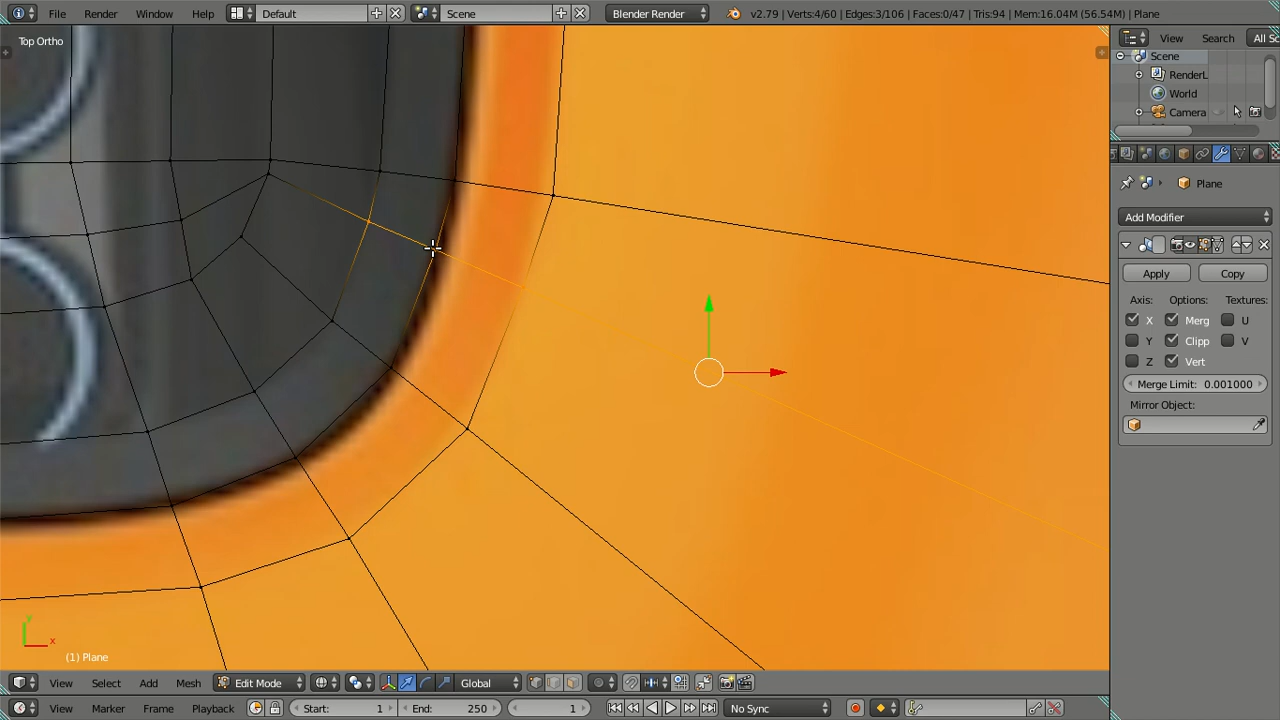 File Render Window Help Default Scene Blender Render v2.79 | Verts:4/60 | Edges:3/106 | Faces:0/47 | Tris:94 | Mem:16.04M (56.54M) | Plane
Top Ortho
View Search All Sc
Scene
RenderL
World
Camera
Plane
Add Modifier
Apply Copy
Axis: Options: Textures:
X Merg U
Y Clipp V
Z Vert
Merge Limit: 0.001000
Mirror Object:
y
x
(1) Plane
View Select Add Mesh Edit Mode Global
View Marker Frame Playback Start: 1 End: 250 1 No Sync